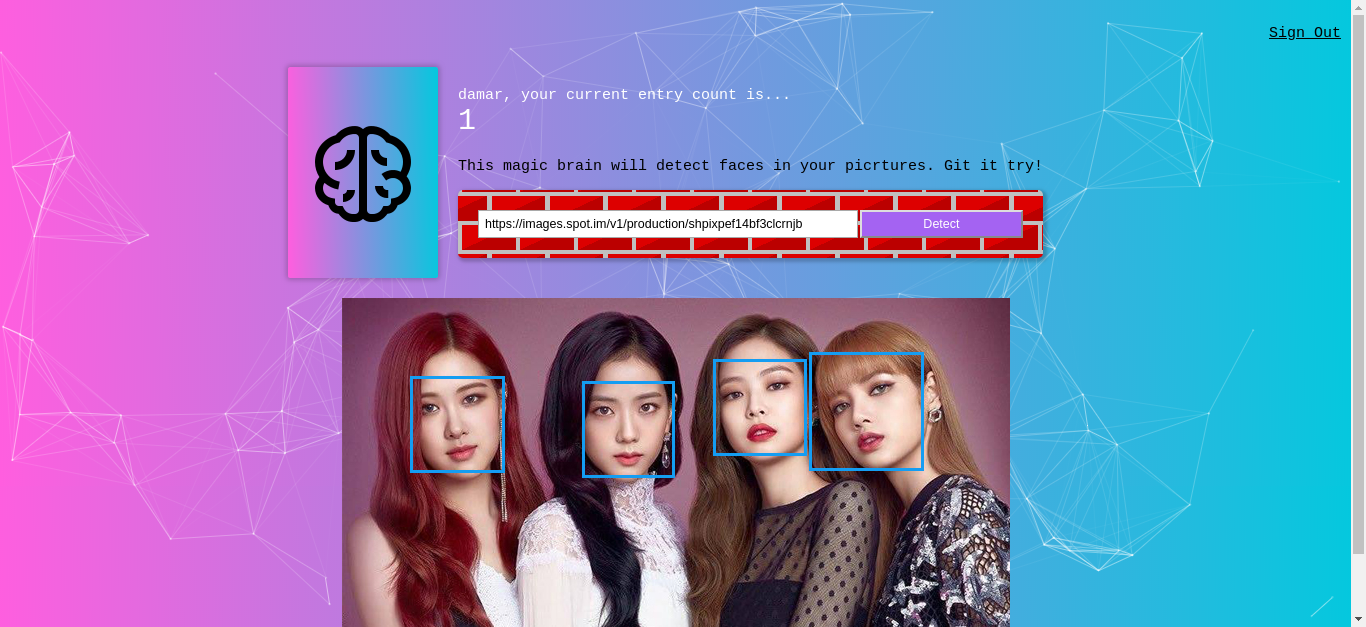 Sign Out
damar, your current entry count is...
1
This magic brain will detect faces in your picrtures. Git it try!
https://images.spot.im/v1/production/shpixpef14bf3clcrnjb Detect